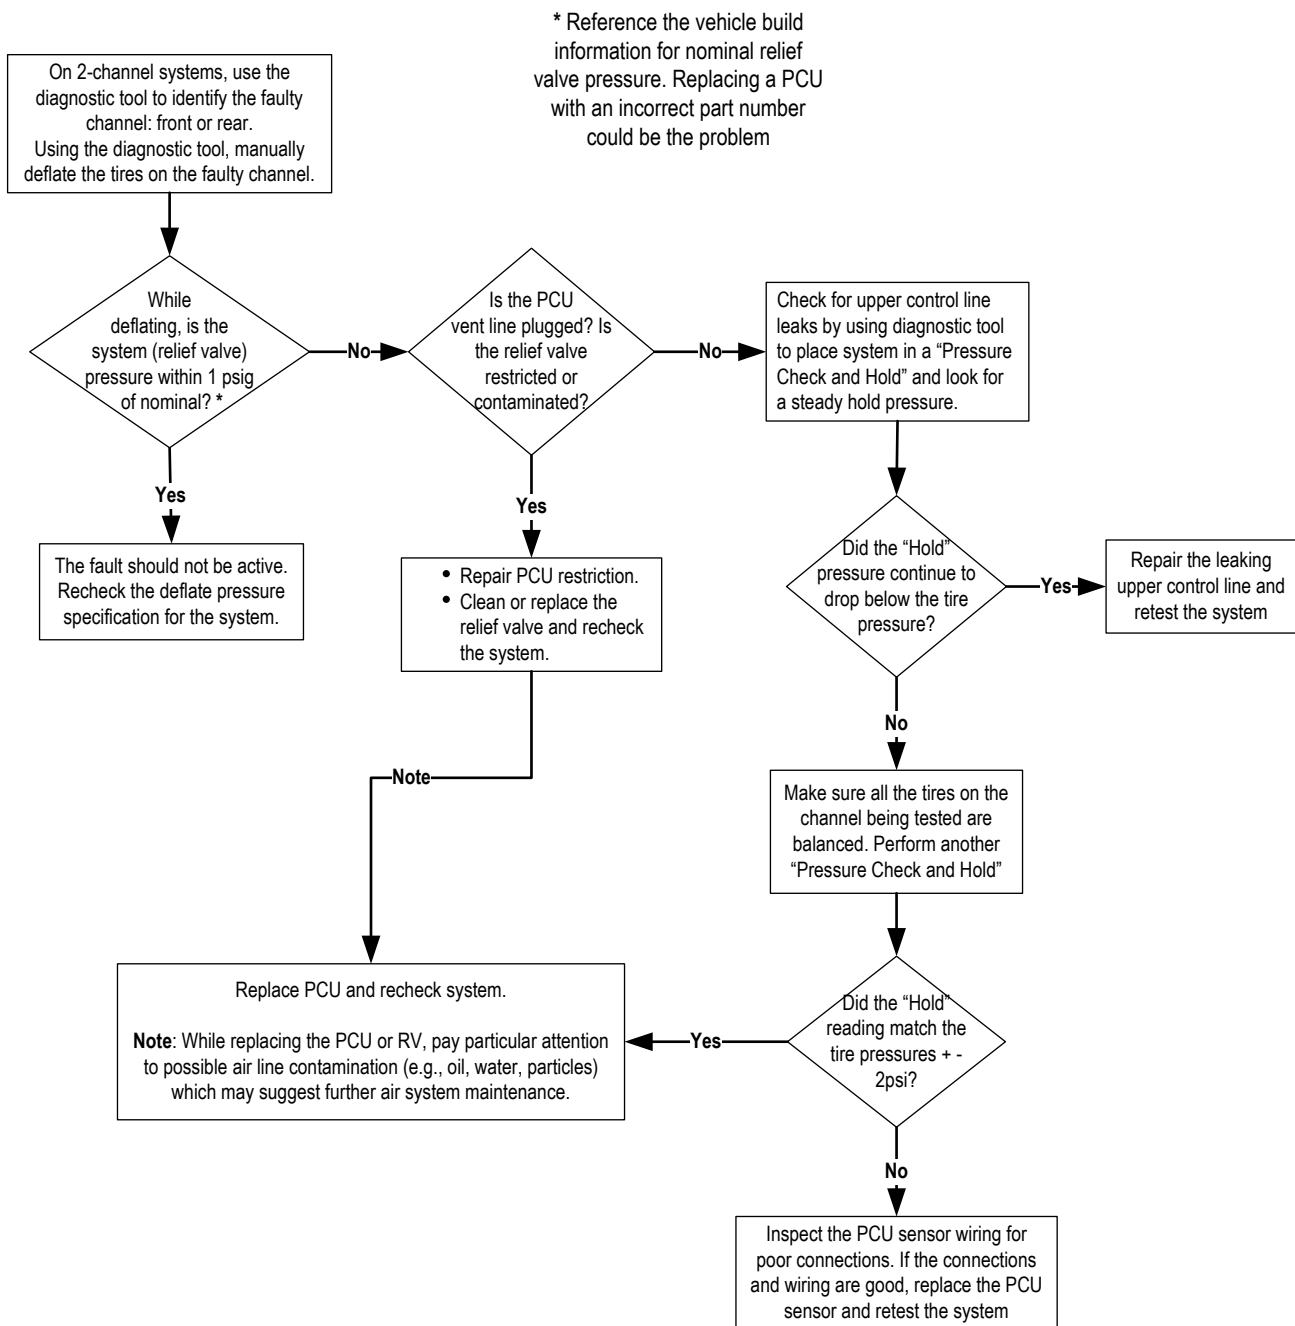 * Reference the vehicle build
information for nominal relief
valve pressure. Replacing a PCU
with an incorrect part number
could be the problem
On 2-channel systems, use the
diagnostic tool to identify the faulty
channel: front or rear.
Using the diagnostic tool, manually
deflate the tires on the faulty channel.
While
deflating, is the
system (relief valve)
pressure within 1 psig
of nominal? *
No
Is the PCU
vent line plugged? Is
the relief valve
restricted or
contaminated?
No
Check for upper control line
leaks by using diagnostic tool
to place system in a “Pressure
Check and Hold” and look for
a steady hold pressure.
Yes
The fault should not be active.
Recheck the deflate pressure
specification for the system.
Yes
• Repair PCU restriction.
• Clean or replace the
relief valve and recheck
the system.
Did the “Hold”
pressure continue to
drop below the tire
pressure?
Yes
Repair the leaking
upper control line and
retest the system
No
Note
Make sure all the tires on the
channel being tested are
balanced. Perform another
“Pressure Check and Hold”
Replace PCU and recheck system.
Note: While replacing the PCU or RV, pay particular attention
to possible air line contamination (e.g., oil, water, particles)
which may suggest further air system maintenance.
Yes
Did the “Hold”
reading match the
tire pressures + -
2psi?
No
Inspect the PCU sensor wiring for
poor connections. If the connections
and wiring are good, replace the PCU
sensor and retest the system